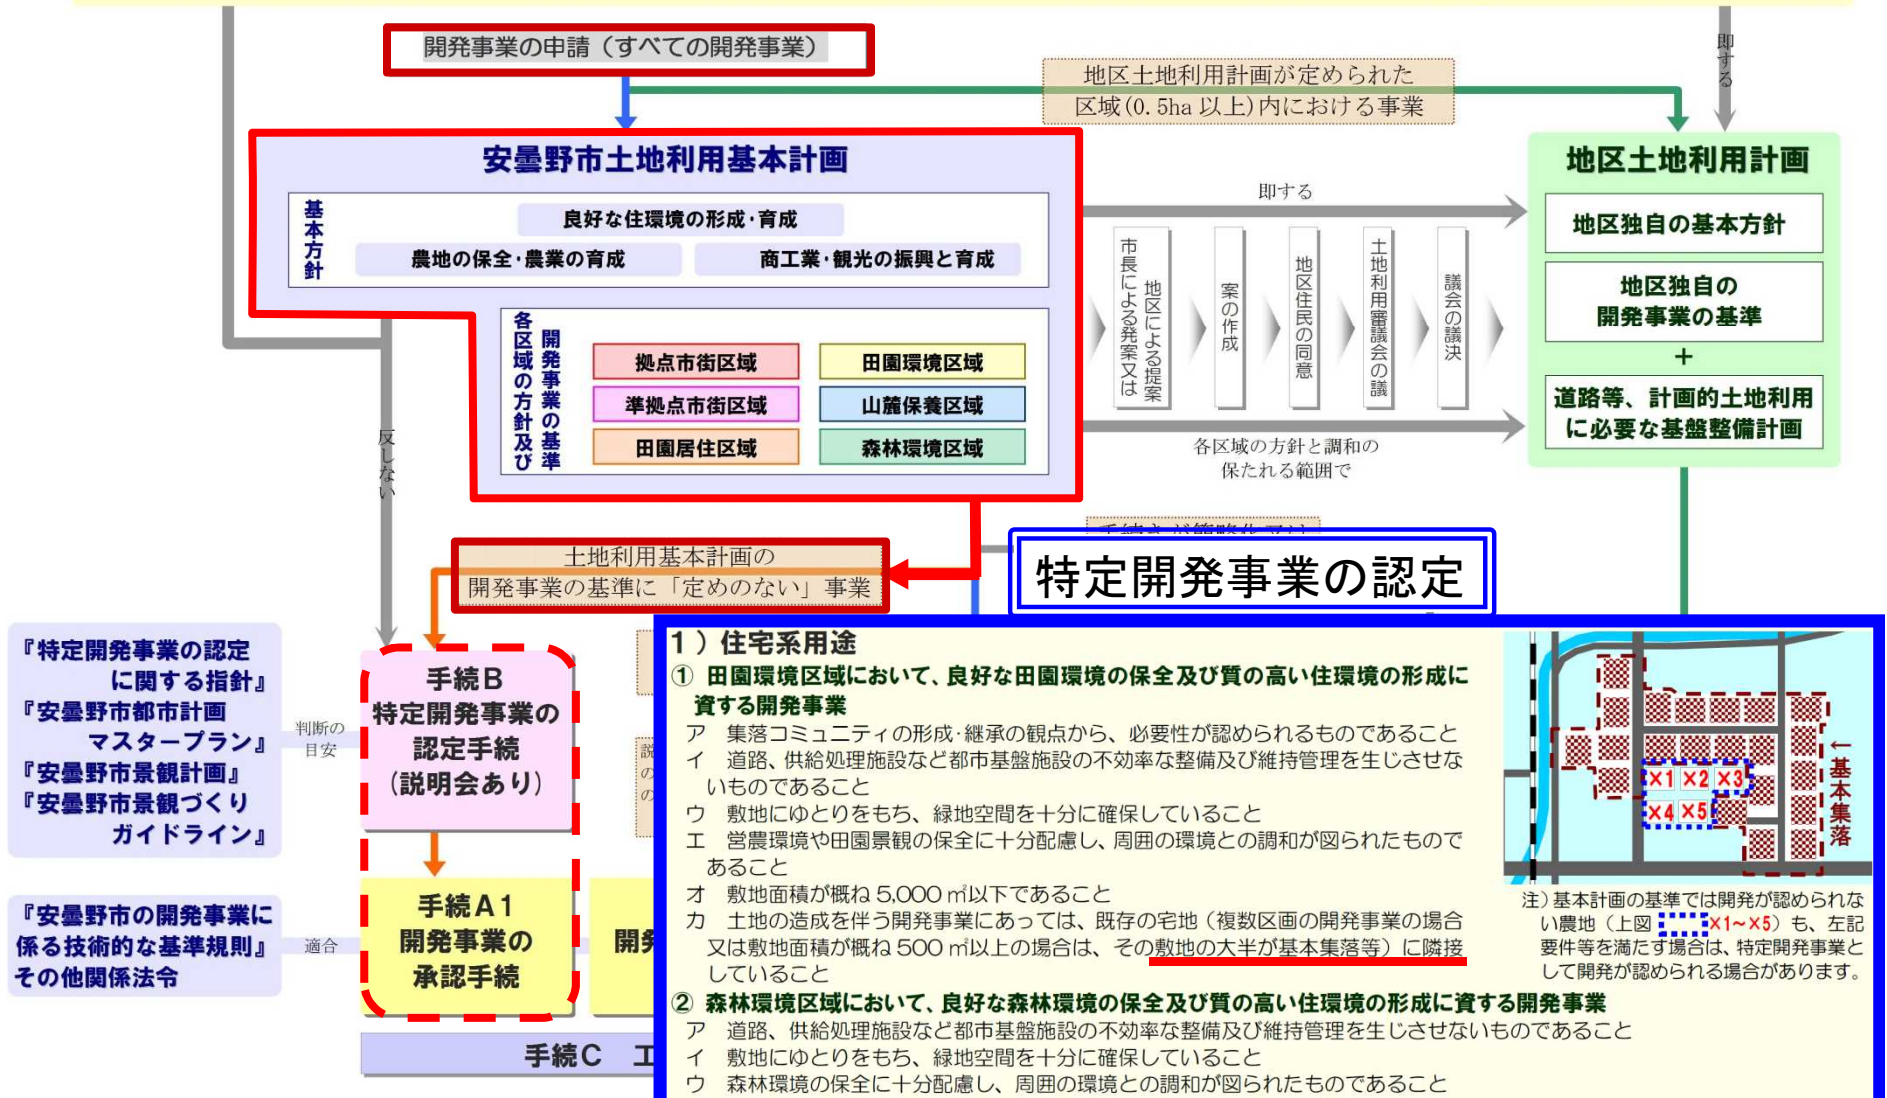 開発事業の申請（すべての開発事業）
地区土地利用計画が定められた
区域(0.5ha 以上)内における事業
即する
安曇野市土地利用基本計画
基本方針
良好な住環境の形成・育成
農地の保全・農業の育成
商工業・観光の振興と育成
各区域の方針及び
開発事業の基準
拠点市街区域
田園環境区域
準拠点市街区域
山麓保養区域
田園居住区域
森林環境区域
即する
市長による発案又は
地区による提案
案の作成
地区住民の同意
土地利用審議会の議
議会の議決
各区域の方針と調和の
保たれる範囲で
地区土地利用計画
地区独自の基本方針
地区独自の
開発事業の基準
＋
道路等、計画的土地利用
に必要な基盤整備計画
反しない
土地利用基本計画の
開発事業の基準に「定めのない」事業
特定開発事業の認定
『特定開発事業の認定
に関する指針』
『安曇野市都市計画
マスタープラン』
『安曇野市景観計画』
『安曇野市景観づくり
ガイドライン』
判断の
目安
手続B
特定開発事業の
認定手続
(説明会あり)
『安曇野市の開発事業に
係る技術的な基準規則』
その他関係法令
適合
手続A1
開発事業の
承認手続
開発
手続C 工
説
の
の
1）住宅系用途
① 田園環境区域において、良好な田園環境の保全及び質の高い住環境の形成に
資する開発事業
ア 集落コミュニティの形成・継承の観点から、必要性が認められるものであること
イ 道路、供給処理施設など都市基盤施設の不効率な整備及び維持管理を生じさせな
いものであること
ウ 敷地にゆとりをもち、緑地空間を十分に確保していること
エ 営農環境や田園景観の保全に十分配慮し、周囲の環境との調和が図られたもので
あること
オ 敷地面積が概ね 5,000 ㎡以下であること
カ 土地の造成を伴う開発事業にあっては、既存の宅地（複数区画の開発事業の場合
又は敷地面積が概ね 500 ㎡以上の場合は、その敷地の大半が基本集落等）に隣接
していること
② 森林環境区域において、良好な森林環境の保全及び質の高い住環境の形成に資する開発事業
ア 道路、供給処理施設など都市基盤施設の不効率な整備及び維持管理を生じさせないものであること
イ 敷地にゆとりをもち、緑地空間を十分に確保していること
ウ 森林環境の保全に十分配慮し、周囲の環境との調和が図られたものであること
×1 ×2 ×3
×4 ×5
←基本集落
注）基本計画の基準では開発が認められな
い農地（上図 ×1～×5）も、左記
要件等を満たす場合は、特定開発事業と
して開発が認められる場合があります。